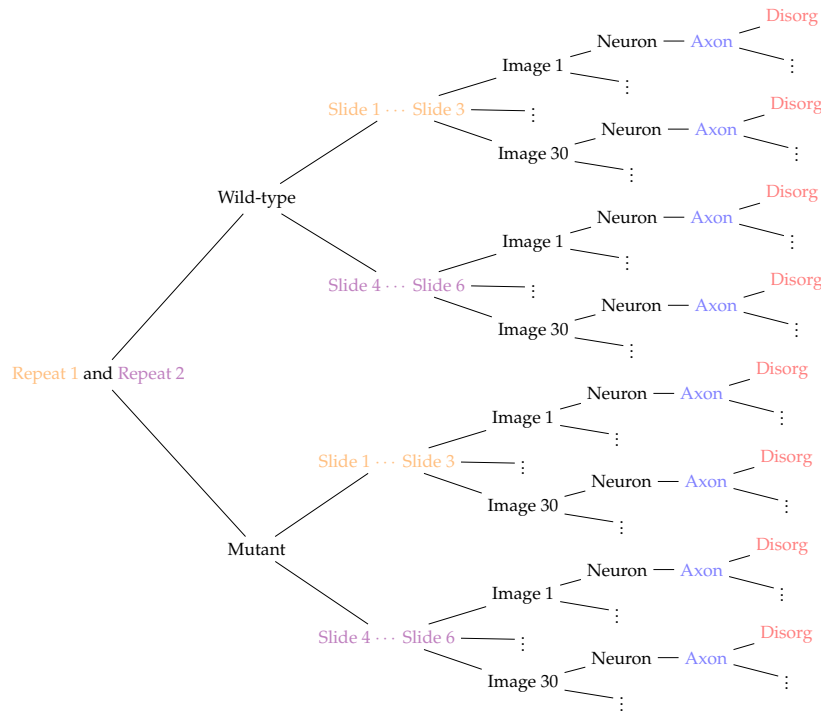 Disorg
Neuron Axon
Image 1 ⋮
⋮
Slide 1 ··· Slide 3 ⋮ Disorg
Neuron Axon
Image 30 ⋮
⋮
Wild-type Disorg
Neuron Axon
Image 1 ⋮
⋮
Slide 4 ··· Slide 6 ⋮ Disorg
Neuron Axon
Image 30 ⋮
⋮
Repeat 1 and Repeat 2 Disorg
Neuron Axon
Image 1 ⋮
⋮
Slide 1 ··· Slide 3 ⋮ Disorg
Neuron Axon
Image 30 ⋮
⋮
Mutant Disorg
Neuron Axon
Image 1 ⋮
⋮
Slide 4 ··· Slide 6 ⋮ Disorg
Neuron Axon
Image 30 ⋮
⋮